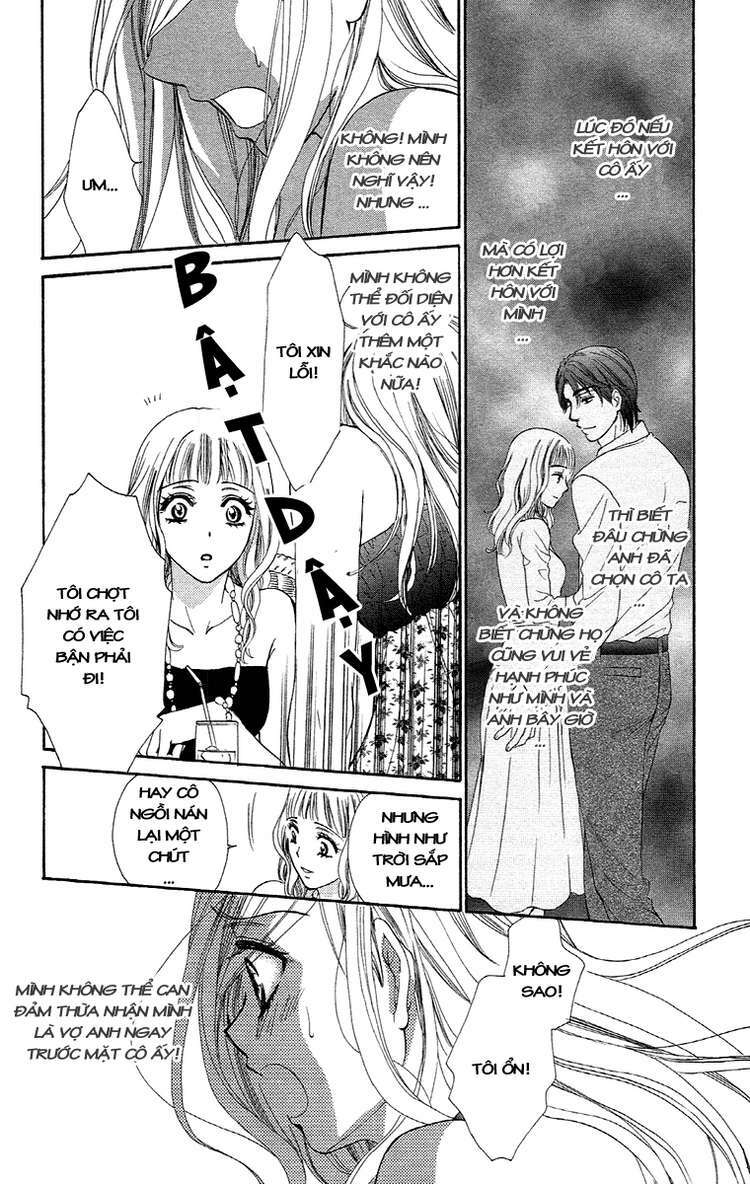 LÚC ĐÓ NẾU
KẾT HÔN VỚI
CÔ ẤY
...
MÀ CÓ LỢI
HƠN KẾT
HÔN VỚI
MÌNH
...
THÌ BIẾT
ĐÂU CHỪNG
ANH ĐÃ
CHỌN CÔ TA
...
VÀ KHÔNG
BIẾT CHỪNG HỌ
CŨNG VUI VẺ
HẠNH PHÚC
NHƯ MÌNH VÀ
ANH BÂY GIỜ
...
KHÔNG! MÌNH
KHÔNG NÊN
NGHĨ VẬY!
NHƯNG ...
ƯM...
MÌNH KHÔNG
THỂ ĐỐI DIỆN
VỚI CÔ ẤY
THÊM MỘT
KHẮC NÀO
NỮA!
TÔI XIN
LỖI!
BẬT DẬY
TÔI CHỢT
NHỚ RA TÔI
CÓ VIỆC
BẬN PHẢI
ĐI!
NHƯNG
HÌNH NHƯ
TRỜI SẮP
MƯA...
HAY CÔ
NGỒI NÁN
LẠI MỘT
CHÚT
...
KHÔNG
SAO!
TÔI ỔN!
MÌNH KHÔNG THỂ CAN
ĐẢM THỪA NHẬN MÌNH
LÀ VỢ ANH NGAY
TRƯỚC MẶT CÔ ẤY!